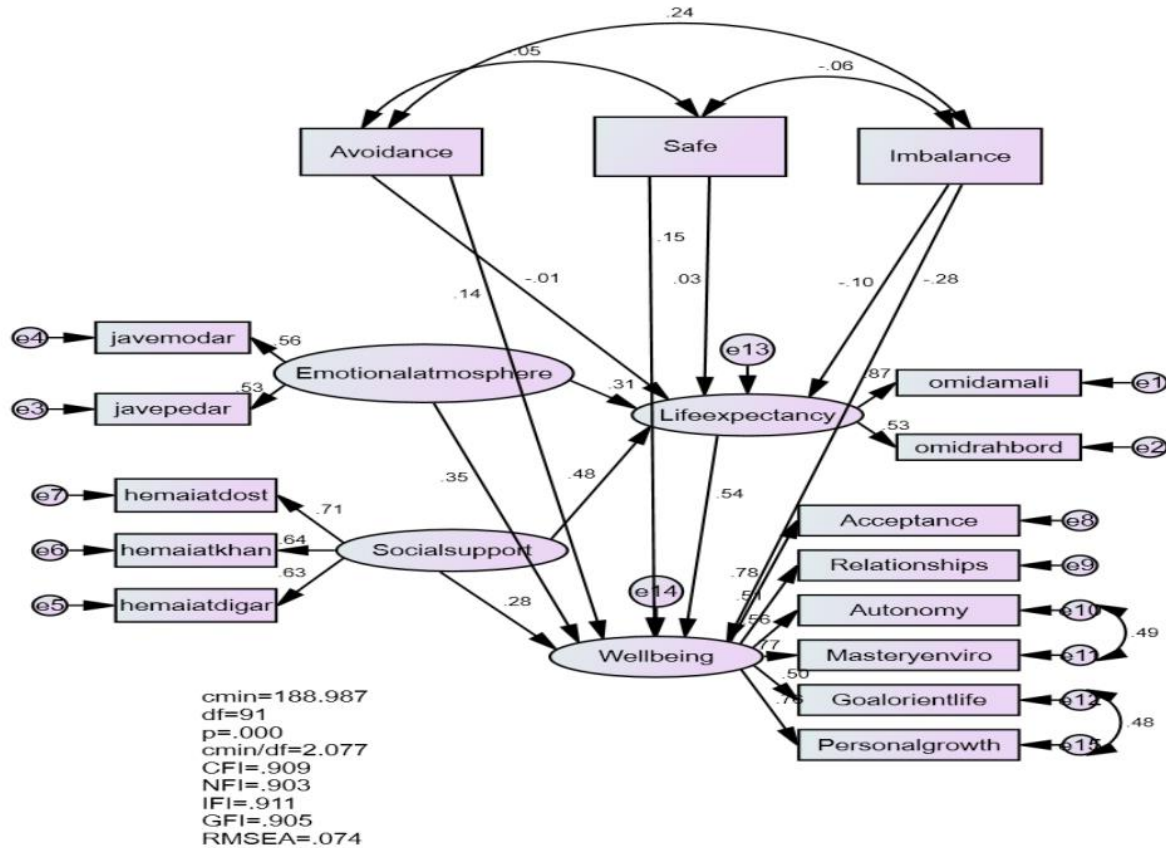 .24
-.05
-.06
Avoidance
Safe
Imbalance
.15
.03
-.01
-.10
-.28
.14
e4
javemodar
.56
e13
Emotionalatmosphere
.31
.87
omidamali
e1
e3
javepedar
.53
Lifeexpectancy
.53
omidrahbord
e2
.35
.48
.54
e7
hemaiatdost
.71
Acceptance
e8
e6
hemaiatkhan
.64
Socialsupport
.78
Relationships
e9
e5
hemaiatdigar
.63
.28
e14
.51
.56
Autonomy
e10
.49
Wellbeing
.77
Masteryenviro
e11
.50
Goalorientlife
e12
.48
Personalgrowth
e15
cmin=188.987
df=91
p=.000
cmin/df=2.077
CFI=.909
NFI=.903
IFI=.911
GFI=.905
RMSEA=.074